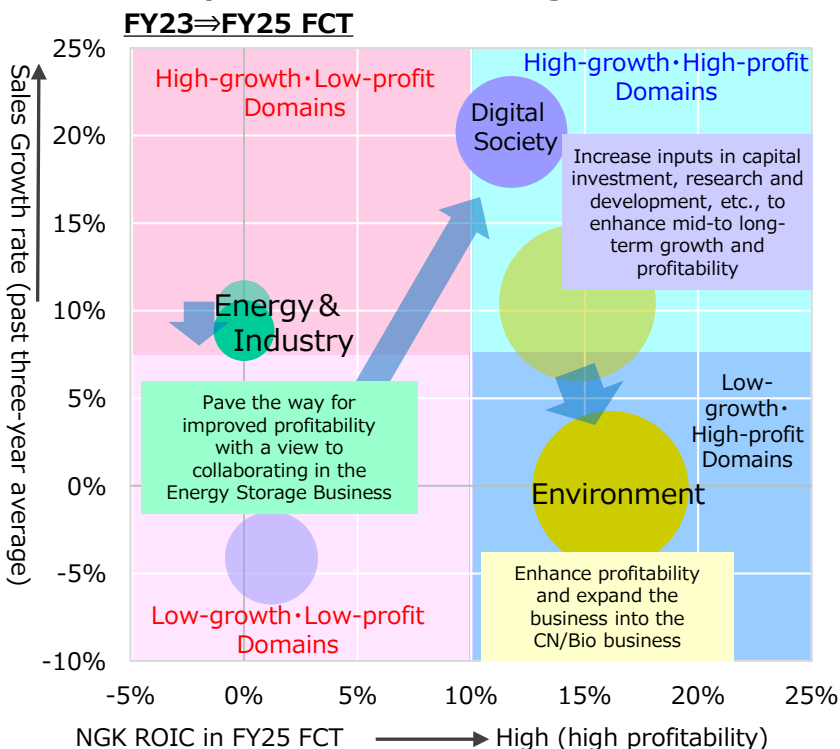 FY23⇒FY25 FCT
25%
20%
15%
10%
5%
0%
-5%
-10%
Sales Growth rate (past three-year average)
High-growth・Low-profit
Domains
High-growth・High-profit
Domains
Digital
Society
Increase inputs in capital
investment, research and
development, etc., to
enhance mid-to long-
term growth and
profitability
Energy &
Industry
Pave the way for
improved profitability
with a view to
collaborating in the
Energy Storage Business
Low-
growth・
High-profit
Domains
Environment
Enhance profitability
and expand the
business into the
CN/Bio business
Low-growth・Low-profit
Domains
-5%
0%
5%
10%
15%
20%
25%
NGK ROIC in FY25 FCT
High (high profitability)